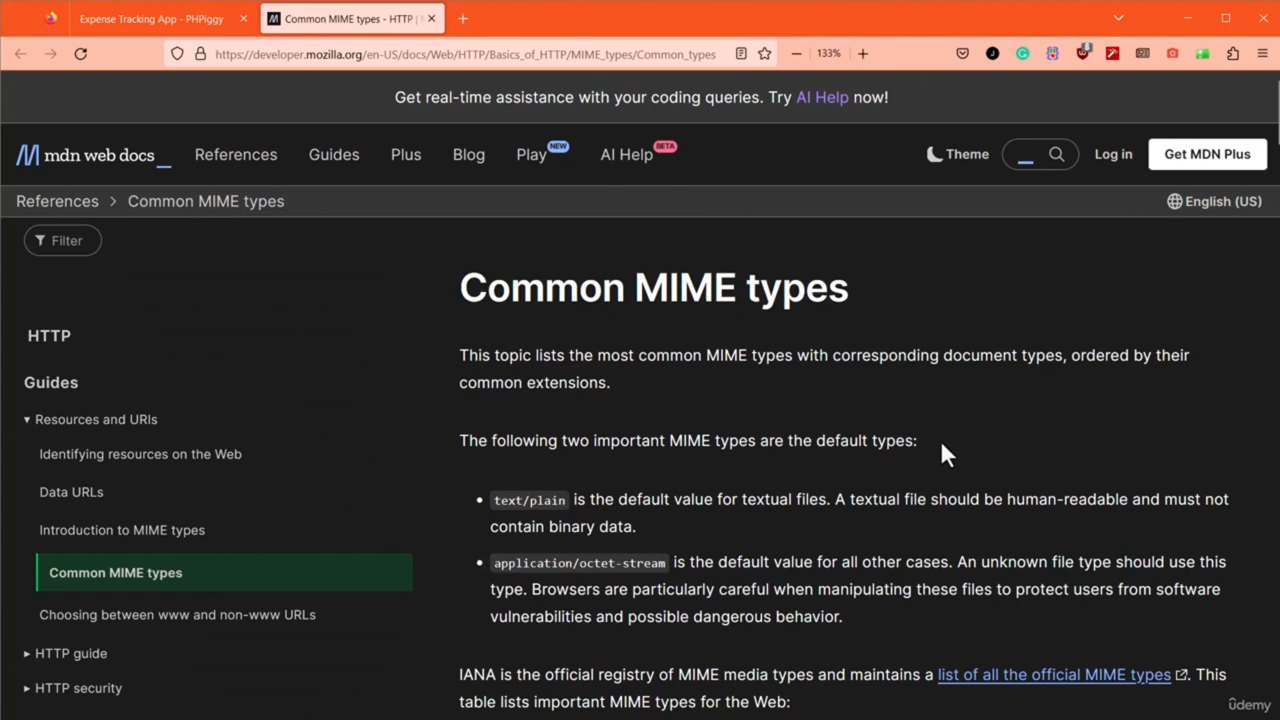 Expense Tracking App - PHPiggy
Common MIME types - HTTP |
https://developer.mozilla.org/en-US/docs/Web/HTTP/Basics_of_HTTP/MIME_types/Common_types
133%
8
Get real-time assistance with your coding queries. Try AI Help now!
mdn web docs_
References
Guides
Plus
Blog
Play NEW
AI Help BETA
Theme
Log in
Get MDN Plus
References > Common MIME types
English (US)
Filter
HTTP
Guides
Resources and URIs
Identifying resources on the Web
Data URLs
Introduction to MIME types
Common MIME types
Choosing between www and non-www URLs
HTTP guide
HTTP security
Common MIME types
This topic lists the most common MIME types with corresponding document types, ordered by their
common extensions.
The following two important MIME types are the default types:
• text/plain is the default value for textual files. A textual file should be human-readable and must not
contain binary data.
• application/octet-stream is the default value for all other cases. An unknown file type should use this
type. Browsers are particularly careful when manipulating these files to protect users from software
vulnerabilities and possible dangerous behavior.
IANA is the official registry of MIME media types and maintains a list of all the official MIME types. This
table lists important MIME types for the Web:
ûdemy